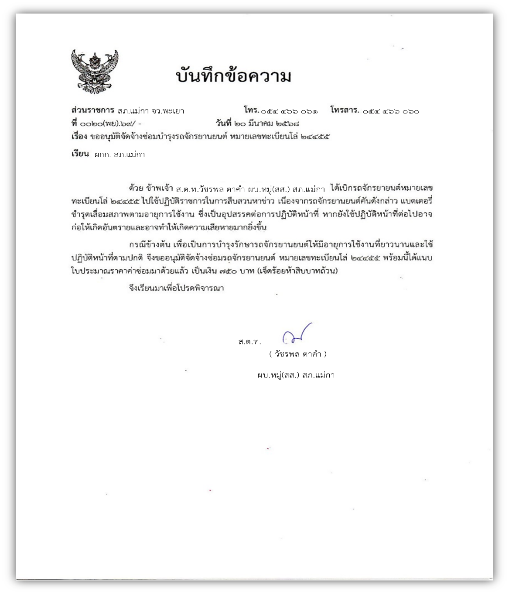 บันทึกข้อความ
ส่วนราชการ สภ.แม่กา จว.พะเยา โทร.๐๕๔ ๔๖๖ ๐๖๑ โทรสาร. ๐๕๔ ๔๖๖ ๐๖๐
ที่ ๐๐๒๐(พย).๖๙/ - วันที่ ๒๐ มีนาคม ๒๕๖๘
เรื่อง ขออนุมัติจัดจ้างซ่อมบำรุงรถจักรยานยนต์ หมายเลขทะเบียนโล่ ๒๔๔๕๕
เรียน ผกก. สภ.แม่กา
ด้วย ข้าพเจ้า ส.ต.ท.วัชรพล ตาคำ ผบ.หมู่(สส.) สภ.แม่กา ได้เบิกรถจักรยายนต์หมายเลข
ทะเบียนโล่ ๒๔๔๕๕ ไปใช้ปฏิบัติราชการในการสืบสวนหาข่าว เนื่องจากรถจักรยานยนต์คันดังกล่าว แบตเตอรี่
ชำรุดเสื่อมสภาพตามอายุการใช้งาน ซึ่งเป็นอุปสรรคต่อการปฏิบัติหน้าที่ หากยังใช้ปฏิบัติหน้าที่ต่อไปอาจ
ก่อให้เกิดอันตรายและอาจทำให้เกิดความเสียหายมากยิ่งขึ้น
กรณีข้างต้น เพื่อเป็นการบำรุงรักษารถจักรยานยนต์ให้มีอายุการใช้งานที่ยาวนานและใช้
ปฏิบัติหน้าที่ตามปกติ จึงขออนุมัติจัดจ้างซ่อมรถจักรยานยนต์ หมายเลขทะเบียนโล่ ๒๔๔๕๕ พร้อมนี้ได้แนบ
ใบประมาณราคาค่าซ่อมมาด้วยแล้ว เป็นเงิน ๗๕๐ บาท (เจ็ดร้อยห้าสิบบาทถ้วน)
จึงเรียนมาเพื่อโปรดพิจารณา
ส.ต.ท.
( วัชรพล ตาคำ )
ผบ.หมู่(สส.) สภ.แม่กา